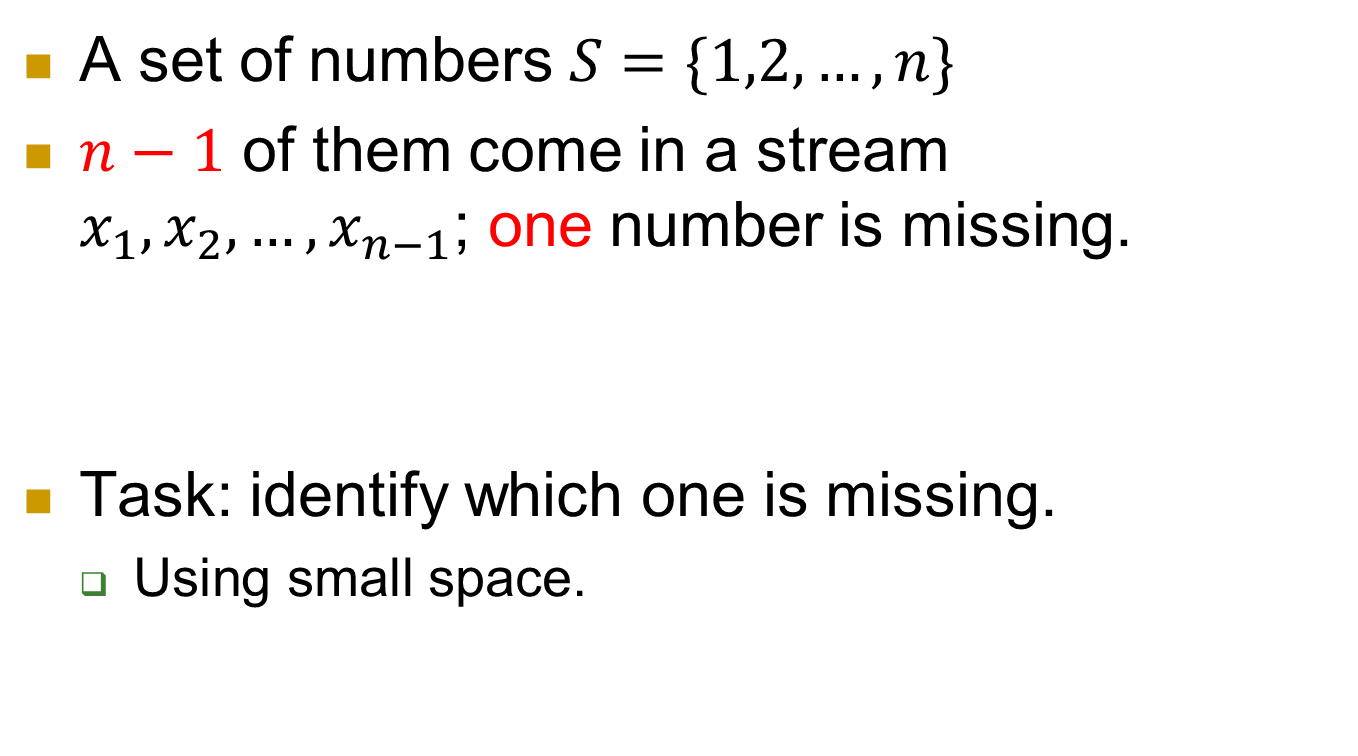 A set of numbers 𝑆 = {1,2, … , 𝑛}
𝑛 − 1 of them come in a stream
𝑥₁, 𝑥₂, … , 𝑥ₙ₋₁; one number is missing.
Task: identify which one is missing.
Using small space.